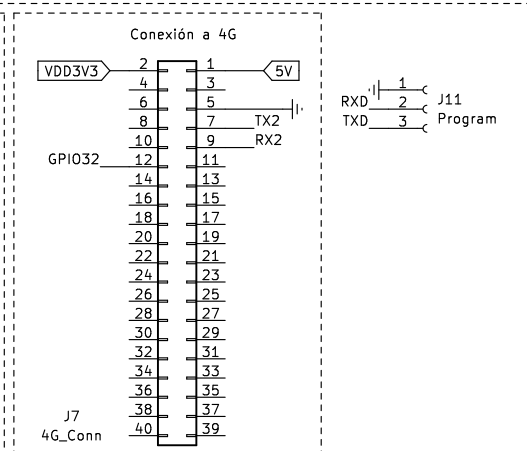 Conexión a 4G
VDD3V3 2 1 5V
4 3
6 5
8 7 TX2
10 9 RX2
GPIO32 12 11
14 13
16 15
18 17
20 19
22 21
24 23
26 25
28 27
30 29
32 31
34 33
36 35
38 37
40 39
J7
4G_Conn
1
RXD 2
TXD 3
J11
Program